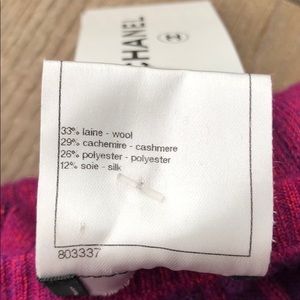 CHANEL
33% laine - wool
29% cachemire - cashmere
26% polyester - polyester
12% soie - silk
803337